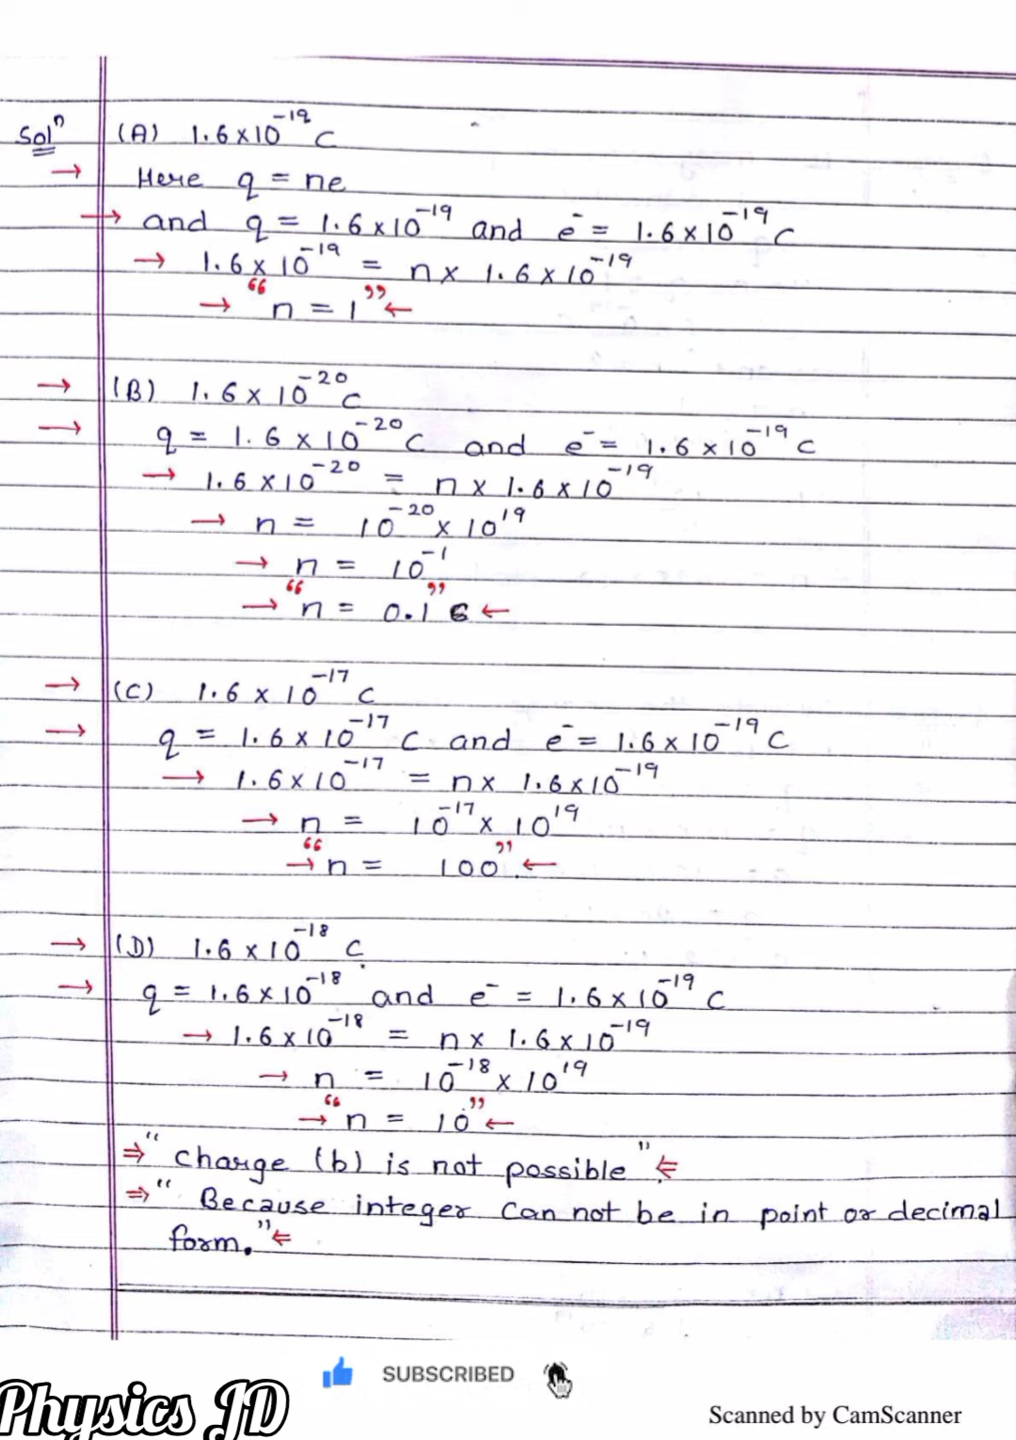 Solⁿ (A) 1.6×10⁻¹⁹ C
→ Here q = ne
→ and q = 1.6×10⁻¹⁹ and e⁻ = 1.6×10⁻¹⁹ C
→ 1.6×10⁻¹⁹ = n× 1.6×10⁻¹⁹
→ “n = 1” ←
→ (B) 1.6×10⁻²⁰ C
→ q = 1.6×10⁻²⁰ C and e⁻ = 1.6×10⁻¹⁹ C
→ 1.6×10⁻²⁰ = n×1.6×10⁻¹⁹
→ n = 10⁻²⁰×10¹⁹
→ n = 10⁻¹
→ “n = 0.1” ←
→ (C) 1.6×10⁻¹⁷ C
→ q = 1.6×10⁻¹⁷ C and e⁻ = 1.6×10⁻¹⁹ C
→ 1.6×10⁻¹⁷ = n× 1.6×10⁻¹⁹
→ n = 10⁻¹⁷×10¹⁹
→ “n = 100” ←
→ (D) 1.6×10⁻¹⁸ C
→ q = 1.6×10⁻¹⁸ and e⁻ = 1.6×10⁻¹⁹ C
→ 1.6×10⁻¹⁸ = n× 1.6×10⁻¹⁹
→ n = 10⁻¹⁸×10¹⁹
→ “n = 10” ←
⇒ “charge (b) is not possible” ⇐
⇒ “Because integer can not be in point or decimal
form.” ⇐
SUBSCRIBED
Physics JD
Scanned by CamScanner